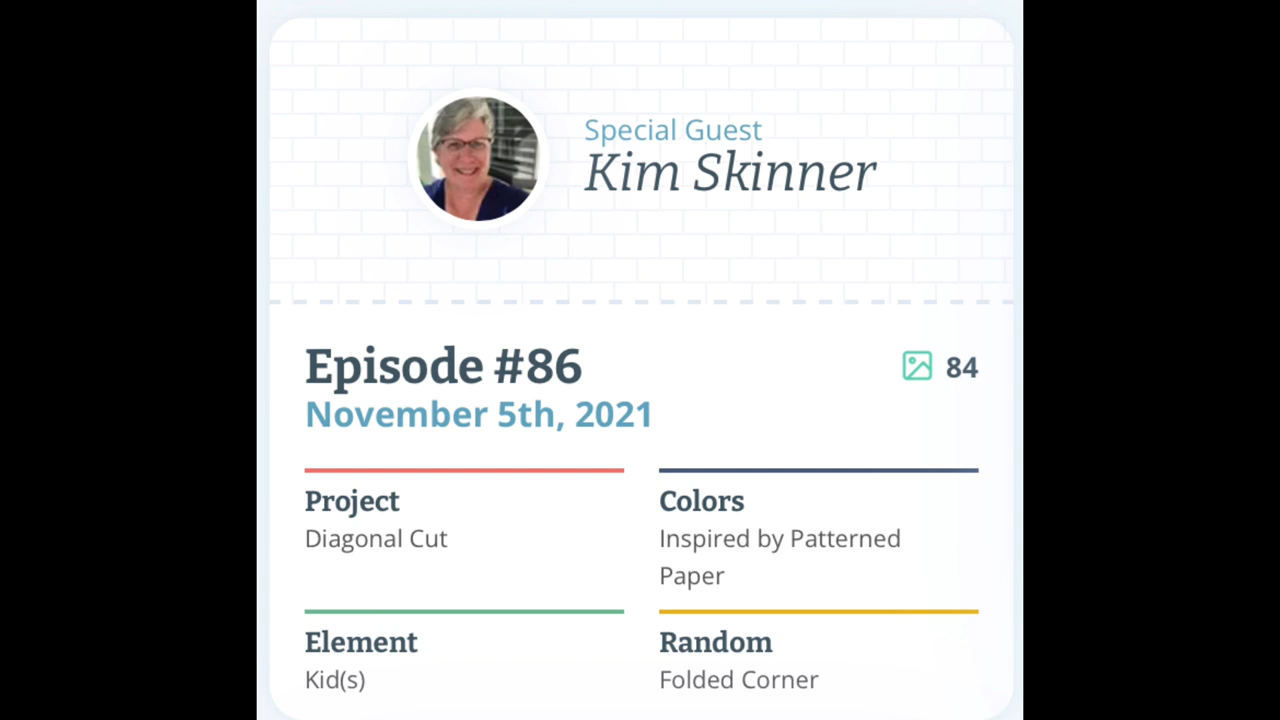 Special Guest
Kim Skinner
Episode #86
84
November 5th, 2021
Project
Diagonal Cut
Colors
Inspired by Patterned
Paper
Element
Kid(s)
Random
Folded Corner